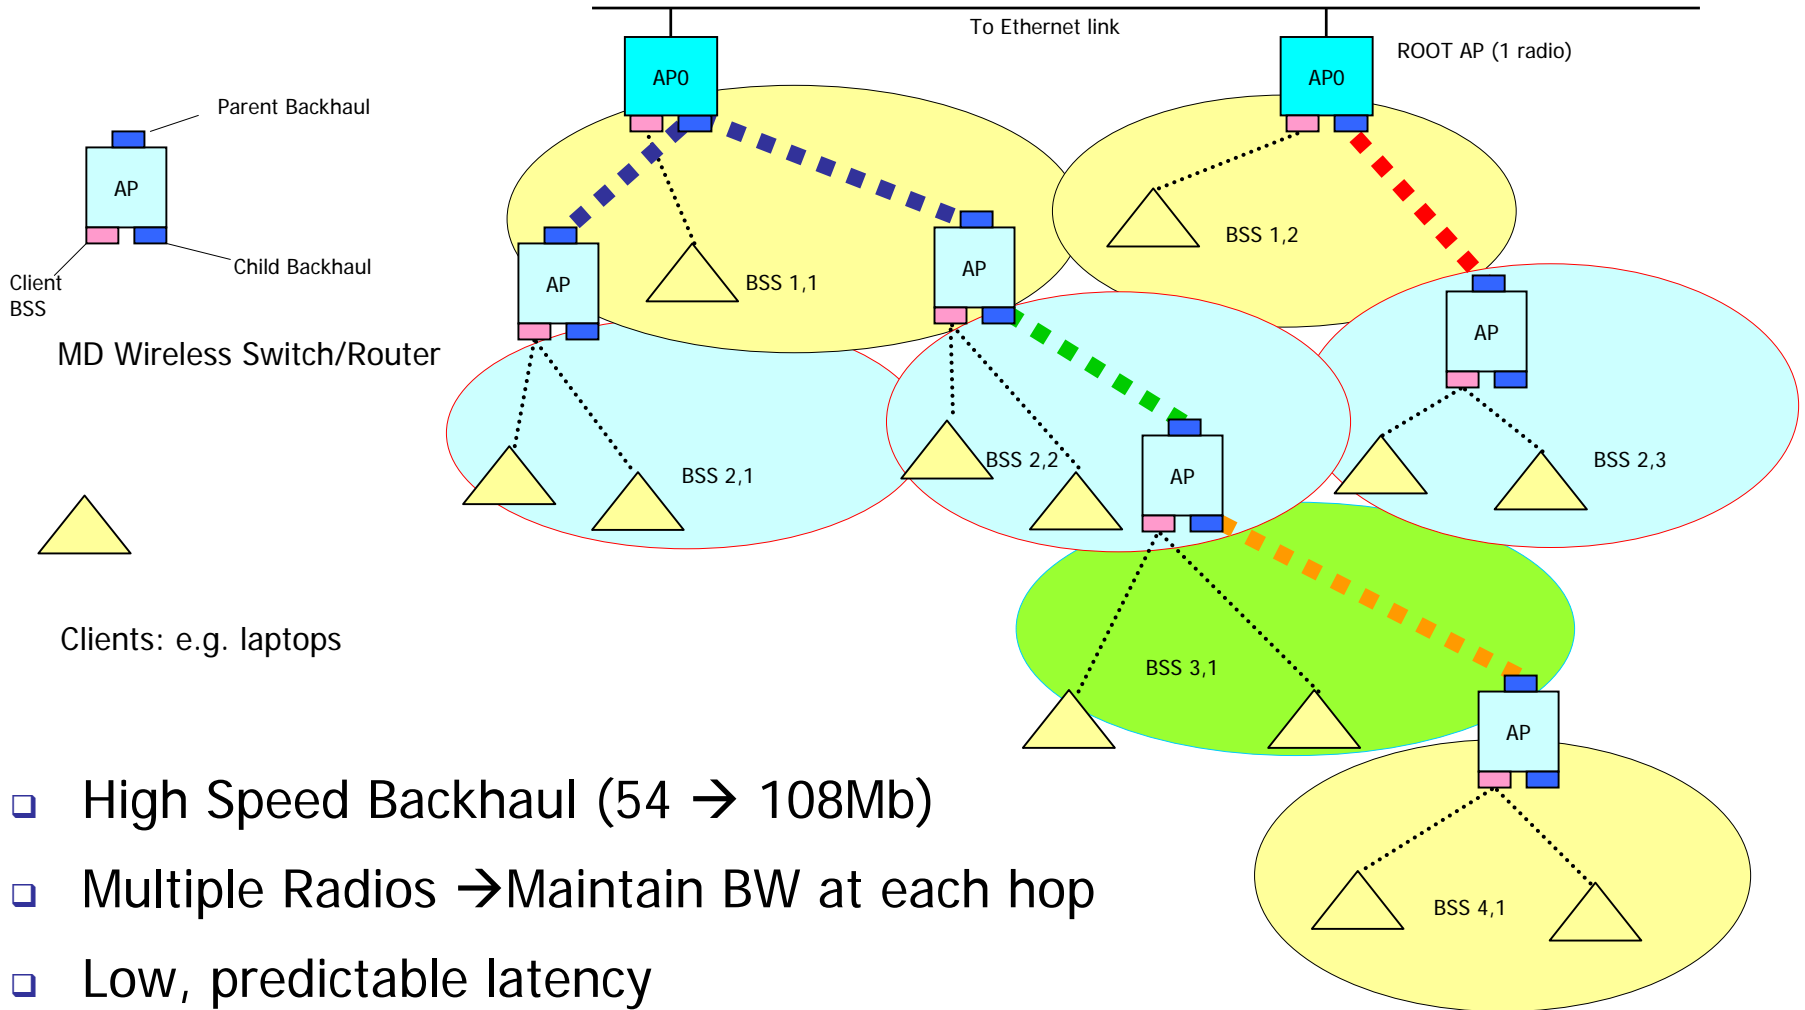 To Ethernet link
ROOT AP (1 radio)
AP0
AP0
Parent Backhaul
AP
Child Backhaul
Client
BSS
MD Wireless Switch/Router
BSS 1,2
AP
AP
BSS 1,1
AP
BSS 2,1
BSS 2,2
AP
BSS 2,3
Clients: e.g. laptops
BSS 3,1
AP
BSS 4,1
High Speed Backhaul (54 → 108Mb)
Multiple Radios →Maintain BW at each hop
Low, predictable latency